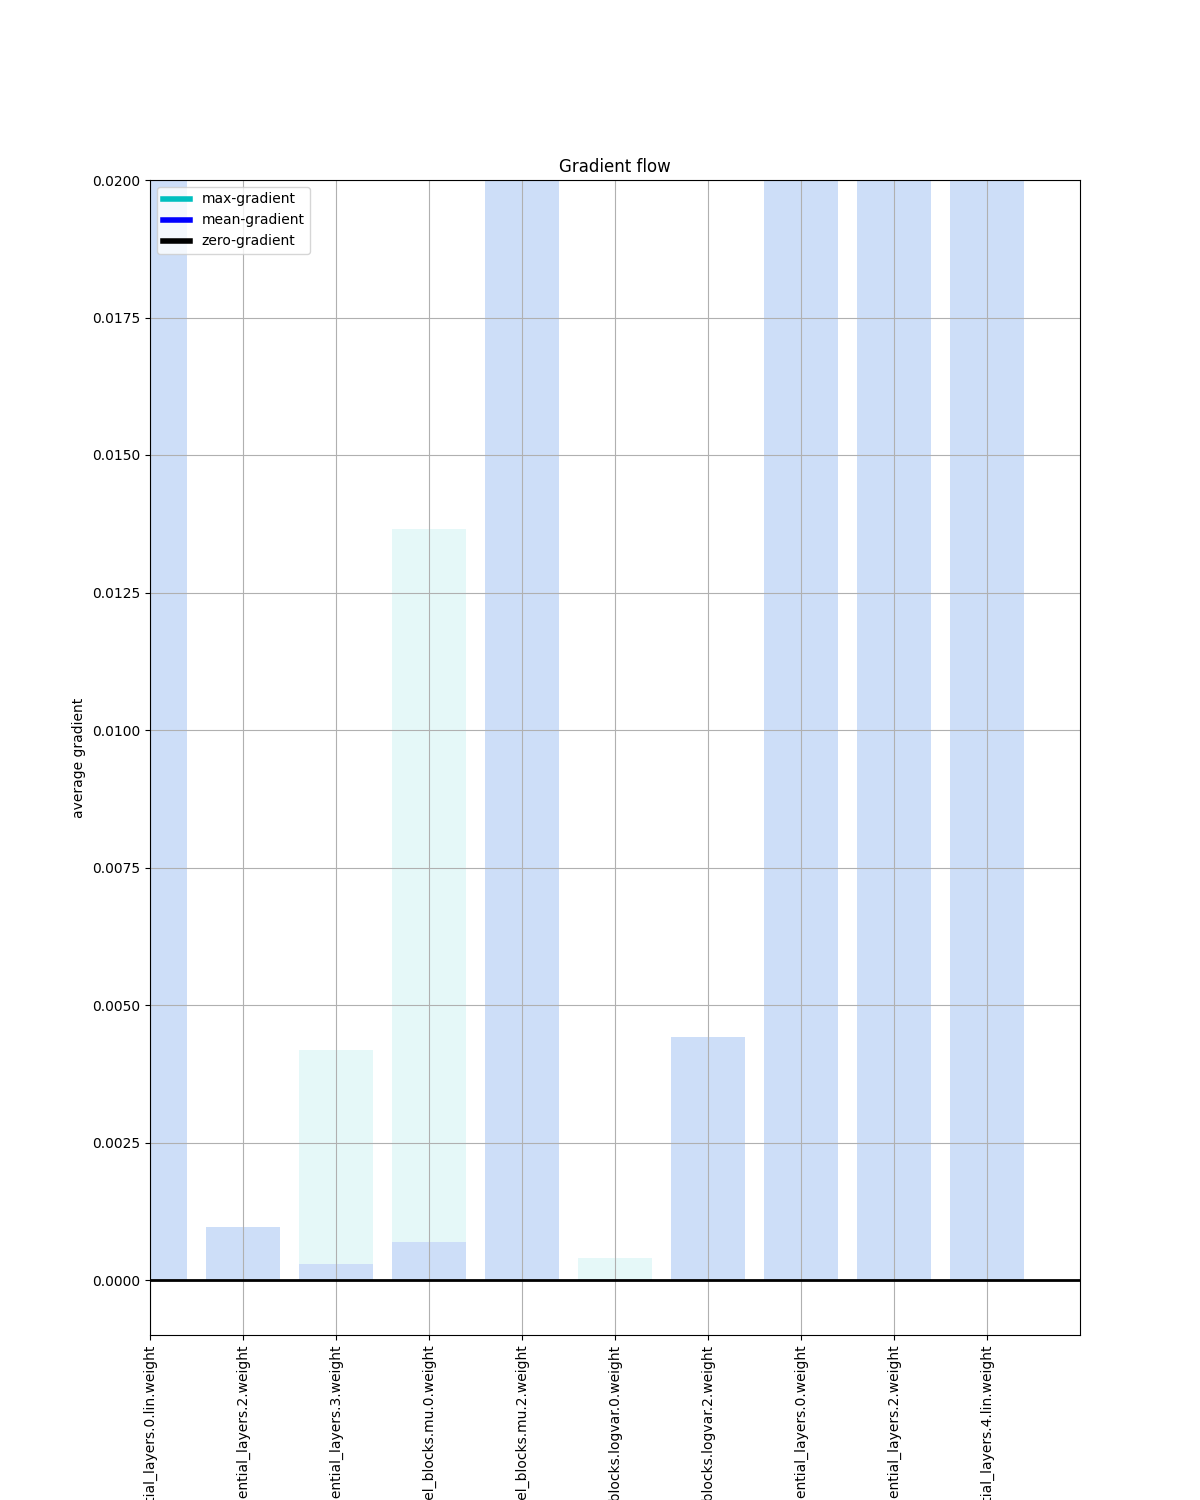 Gradient flow
max-gradient
mean-gradient
zero-gradient
average gradient
0.0200
0.0175
0.0150
0.0125
0.0100
0.0075
0.0050
0.0025
0.0000
tial_layers.0.lin.weight
ential_layers.2.weight
ential_layers.3.weight
el_blocks.mu.0.weight
el_blocks.mu.2.weight
blocks.logvar.0.weight
blocks.logvar.2.weight
ential_layers.0.weight
ential_layers.2.weight
tial_layers.4.lin.weight